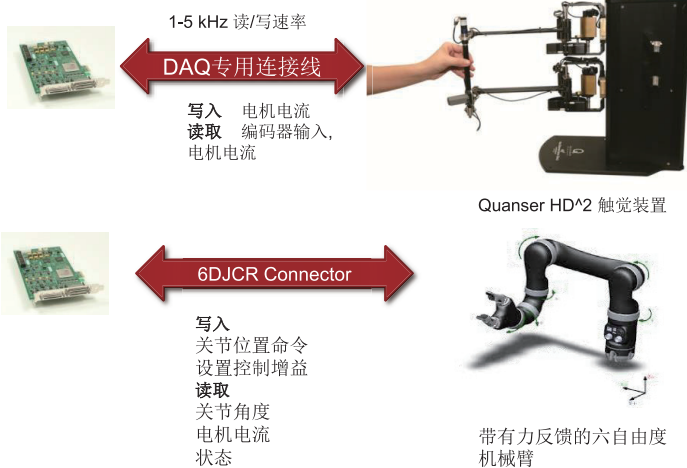 1-5 kHz 读/写速率
DAQ专用连接线
写入 电机电流
读取 编码器输入,
电机电流
Quanser HD^2 触觉装置
6DJCR Connector
写入
关节位置命令
设置控制增益
读取
关节角度
电机电流
状态
带有力反馈的六自由度
机械臂